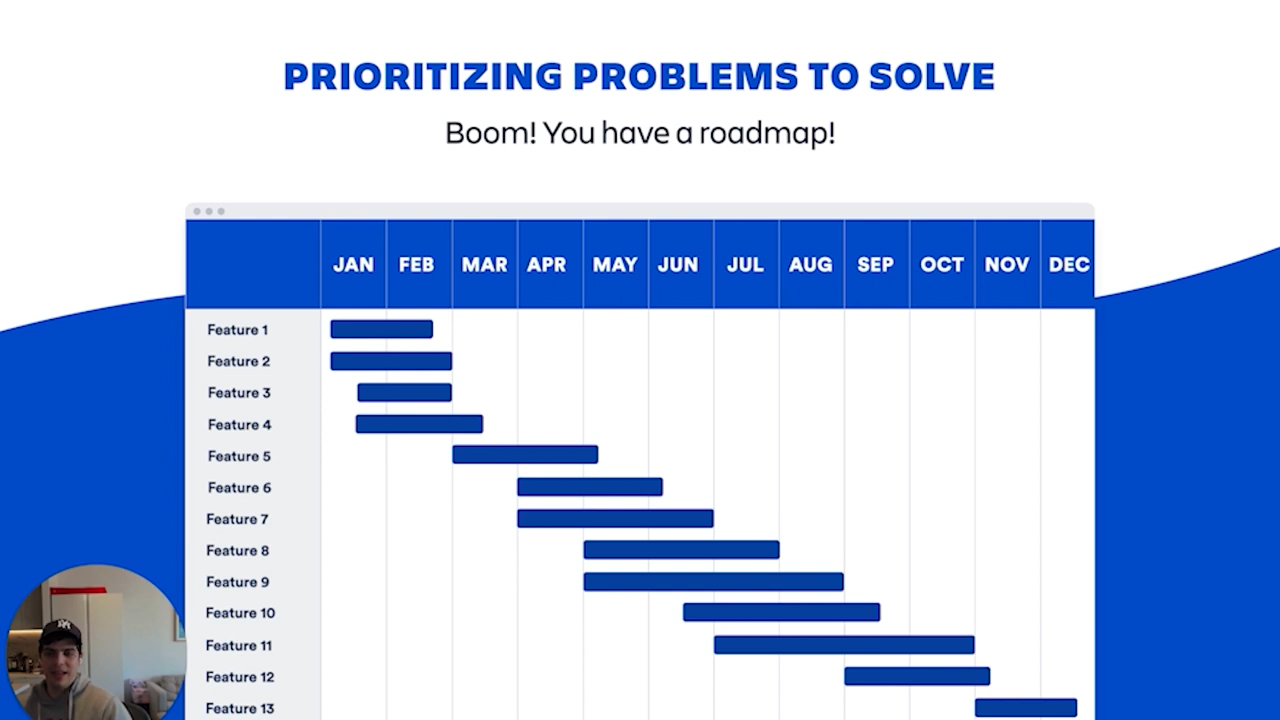 PRIORITIZING PROBLEMS TO SOLVE
Boom! You have a roadmap!
JAN FEB MAR APR MAY JUN JUL AUG SEP OCT NOV DEC
Feature 1
Feature 2
Feature 3
Feature 4
Feature 5
Feature 6
Feature 7
Feature 8
Feature 9
Feature 10
Feature 11
Feature 12
Feature 13